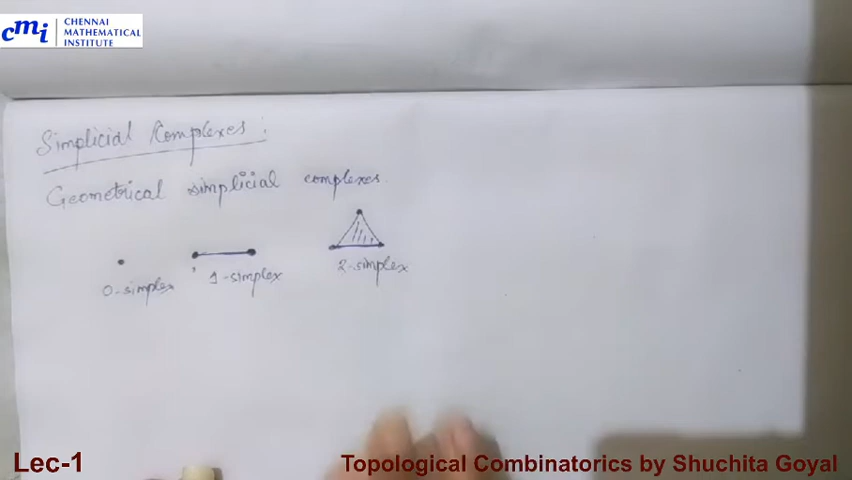 cmi CHENNAI
MATHEMATICAL
INSTITUTE
Simplicial Complexes :
Geometrical simplicial complexes.
0-simplex 1-simplex 2-simplex
Lec-1 Topological Combinatorics by Shuchita Goyal